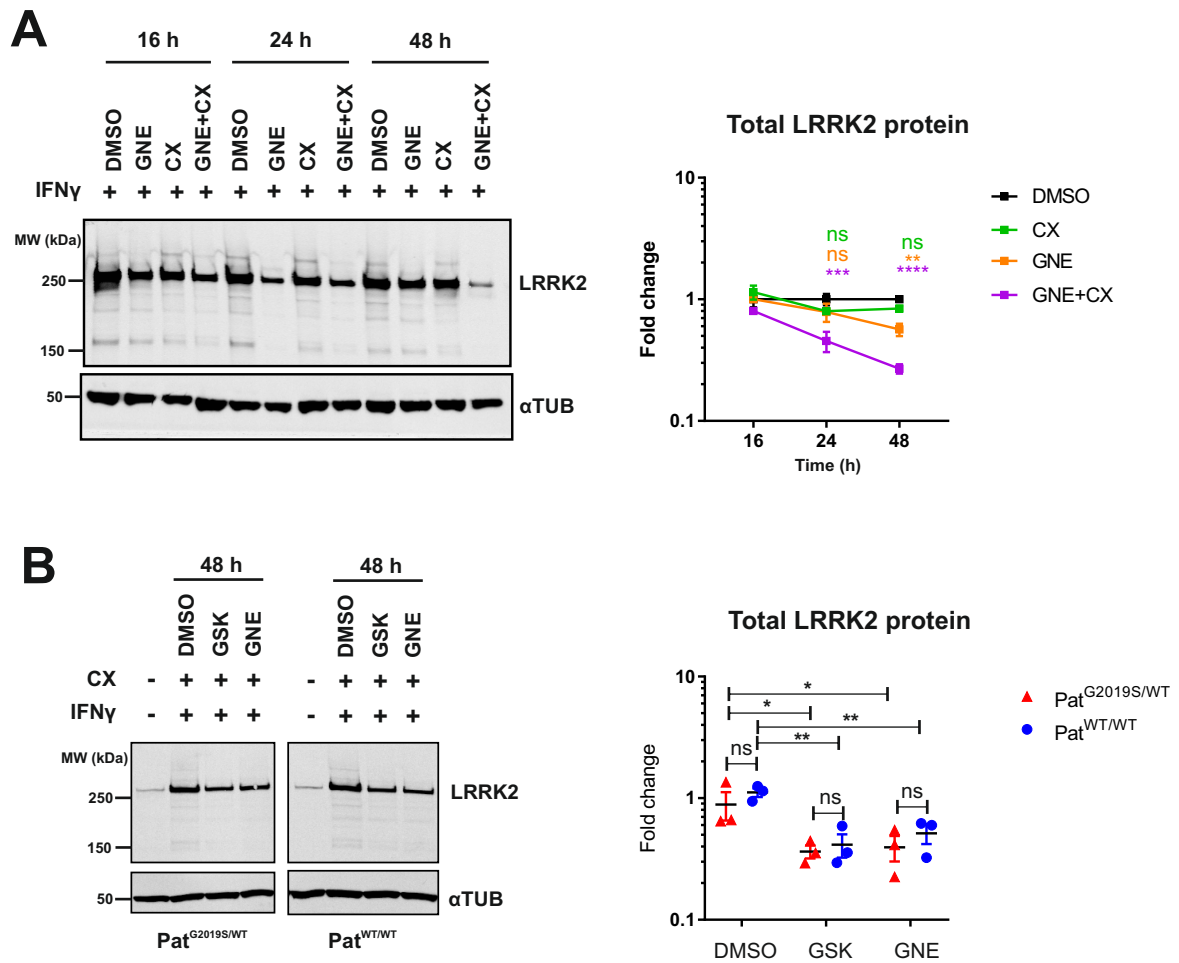 A
16 h 24 h 48 h
DMSO GNE CX GNE+CX DMSO GNE CX GNE+CX DMSO GNE CX GNE+CX
IFNγ + + + + + + + + + + + +
MW (kDa)
250
LRRK2
150
50
αTUB
Total LRRK2 protein
10
1
0.1
Fold change
ns
ns
***
ns
**
****
16 24 48
Time (h)
DMSO
CX
GNE
GNE+CX
B
48 h 48 h
DMSO GSK GNE DMSO GSK GNE
CX - + + + - + + +
IFNγ - + + + - + + +
MW (kDa)
250
LRRK2
150
50
αTUB
Pat^G2019S/WT Pat^WT/WT
Total LRRK2 protein
10
1
0.1
Fold change
*
*
**
**
ns
ns
ns
DMSO GSK GNE
Pat^G2019S/WT
Pat^WT/WT